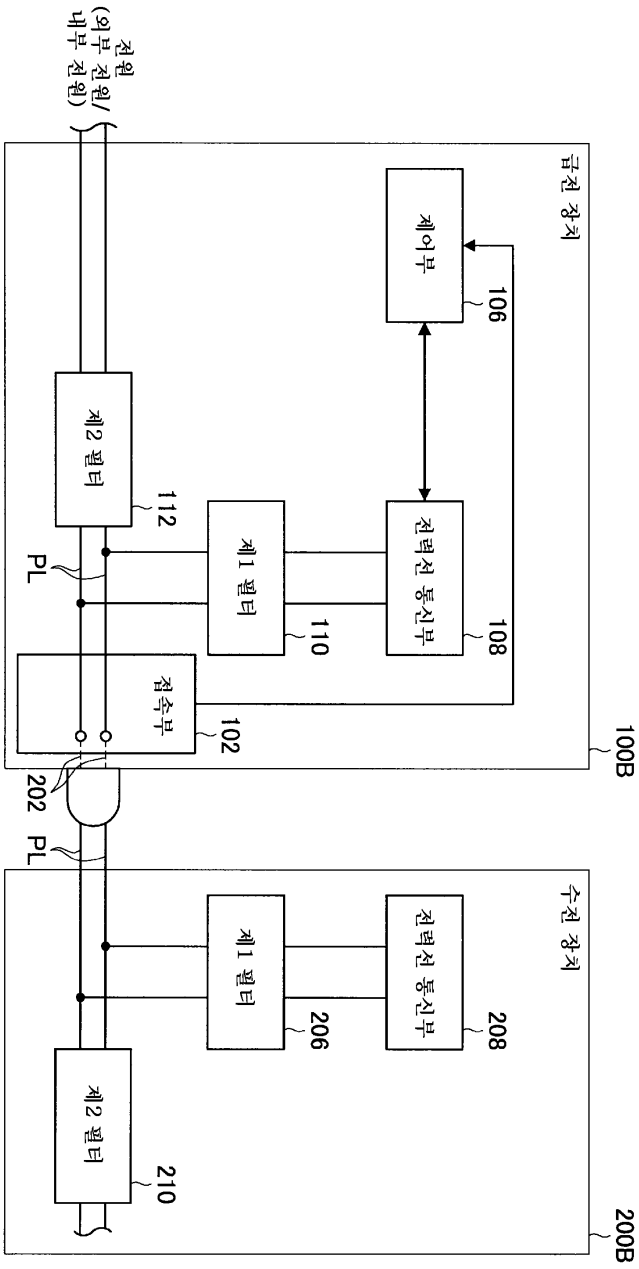 100B
급전 장치
제어부
106
전력선 통신부
108
제1 필터
110
전원
(외부 전원/
내부 전원)
제2 필터
112
PL
접속부
102
202
PL
200B
수전 장치
전력선 통신부
208
제1 필터
206
제2 필터
210